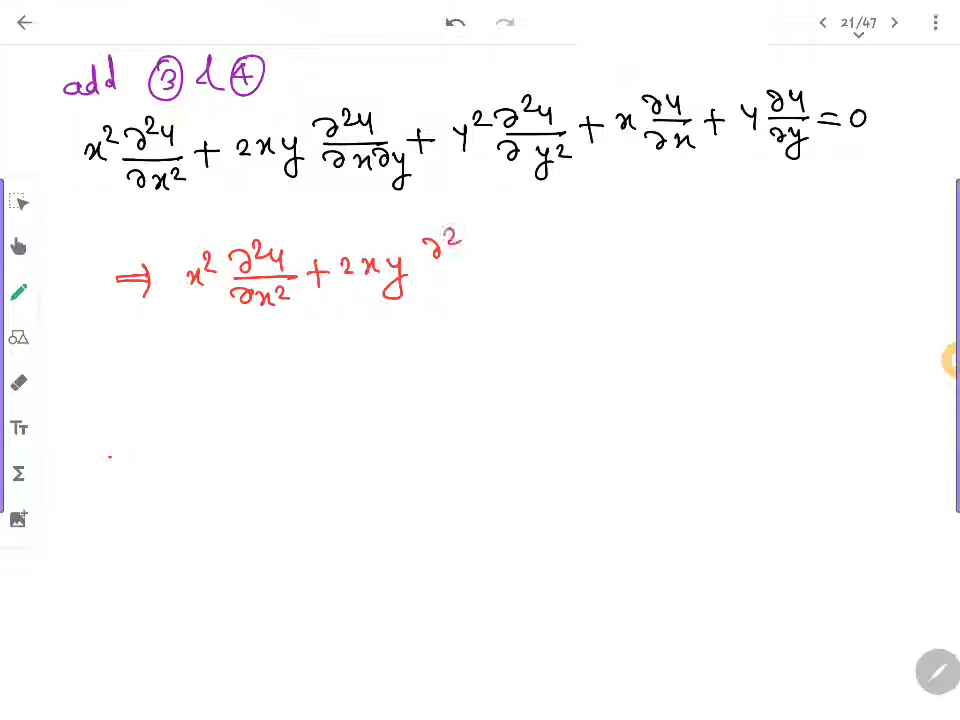 21/47
add ③ & ④
x² ∂²u/∂x² + 2xy ∂²u/∂x∂y + y² ∂²u/∂y² + x ∂u/∂x + y ∂u/∂y = 0
⇒ x² ∂²u/∂x² + 2xy ∂²
Tт
Σ